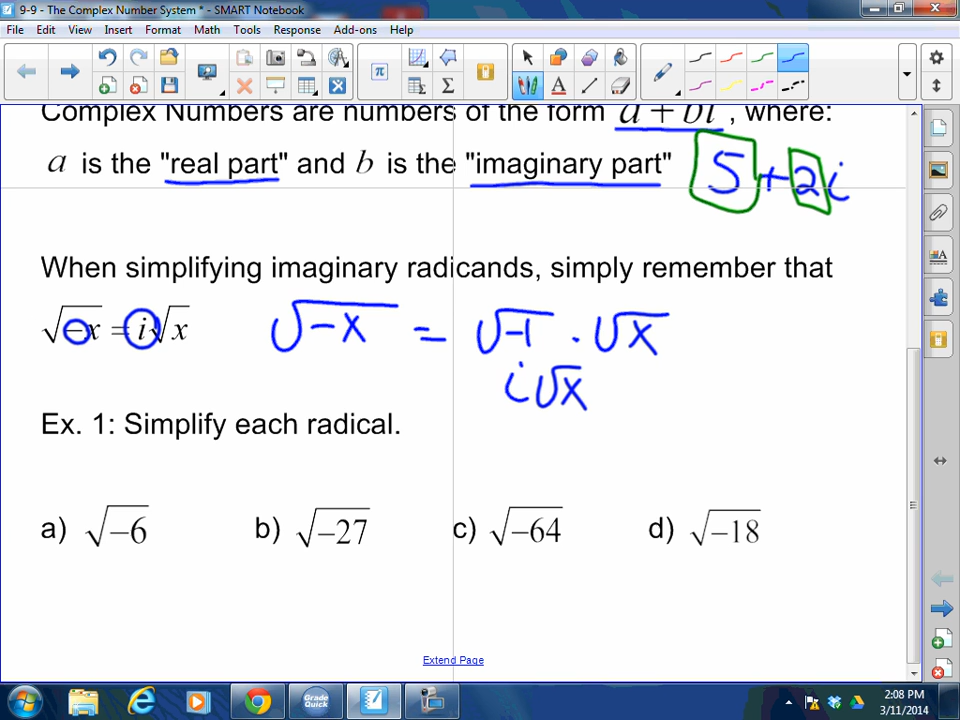 9-9 - The Complex Number System * - SMART Notebook
File Edit View Insert Format Math Tools Response Add-ons Help
Complex Numbers are numbers of the form a + bi , where:
a is the "real part" and b is the "imaginary part" 5 + 2i
When simplifying imaginary radicands, simply remember that
√−x = i√x √−x = √−1 · √x
i√x
Ex. 1: Simplify each radical.
a) √−6 b) √−27 c) √−64 d) √−18
Extend Page
Grade Quick
2:08 PM
3/11/2014